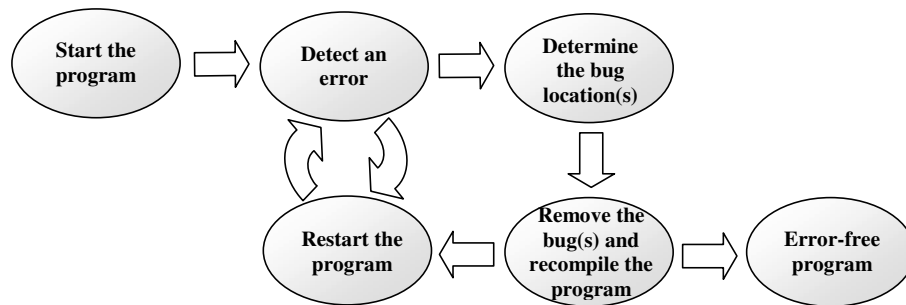 Start the
program
Detect an
error
Determine
the bug
location(s)
Restart the
program
Remove the
bug(s) and
recompile the
program
Error-free
program